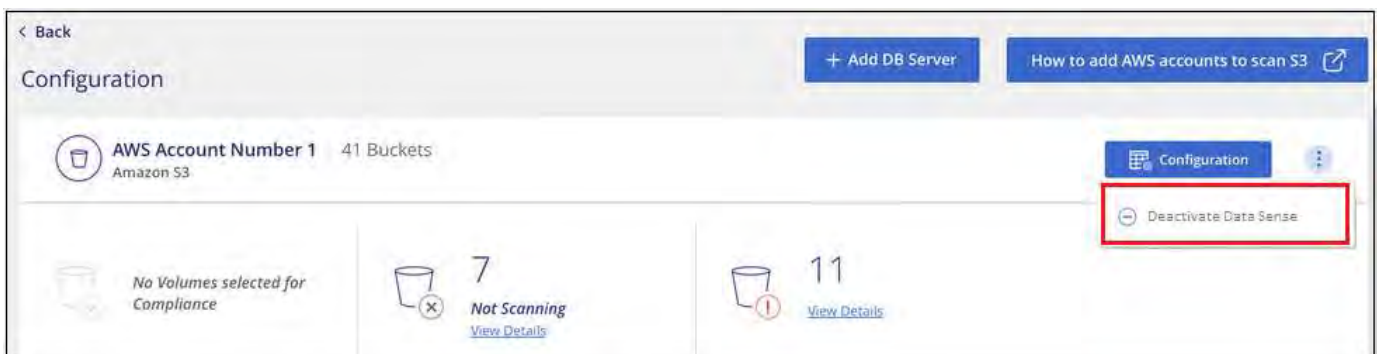 < Back
+ Add DB Server
How to add AWS accounts to scan S3
Configuration
AWS Account Number 1
41 Buckets
Amazon S3
Configuration
Deactivate Data Sense
No Volumes selected for
Compliance
7
Not Scanning
View Details
11
View Details